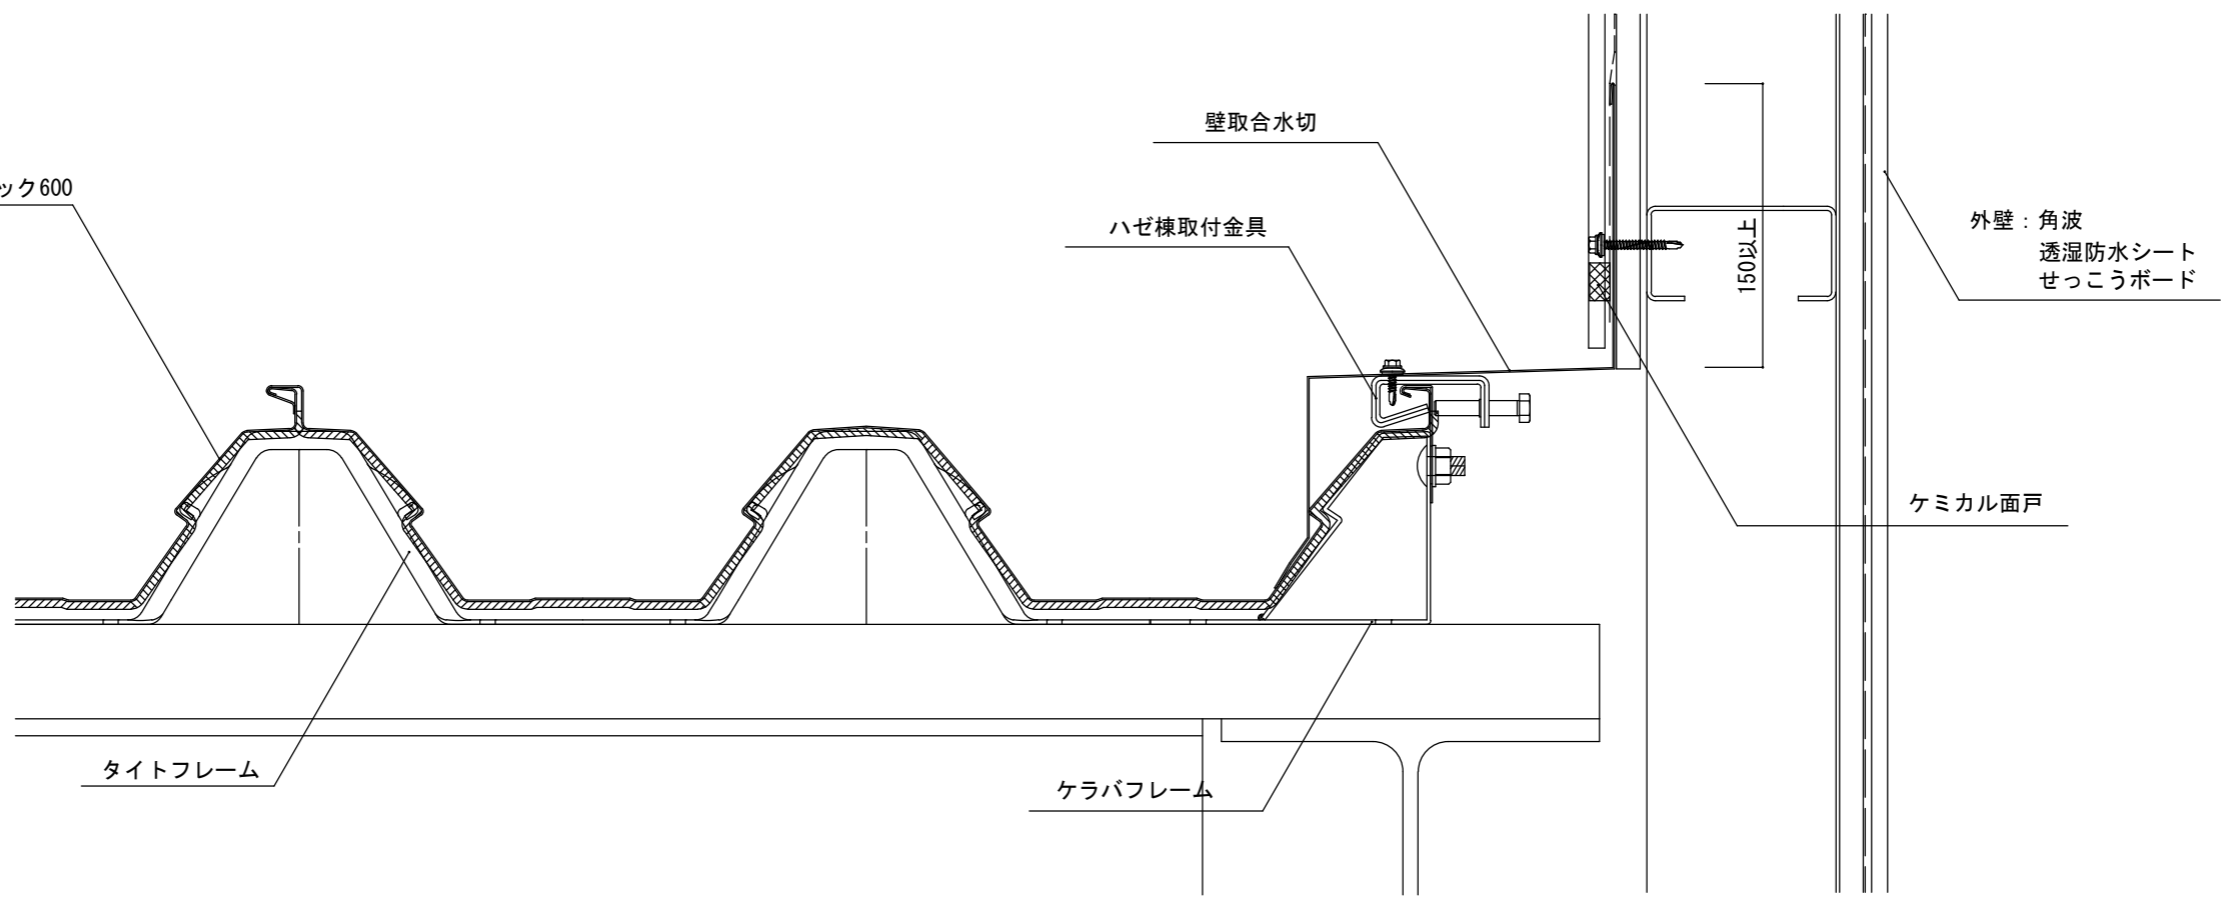 壁取合水切
ック600
ハゼ棟取付金具
外壁：角波
透湿防水シート
せっこうボード
150以上
ケミカル面戸
タイトフレーム
ケラバフレーム